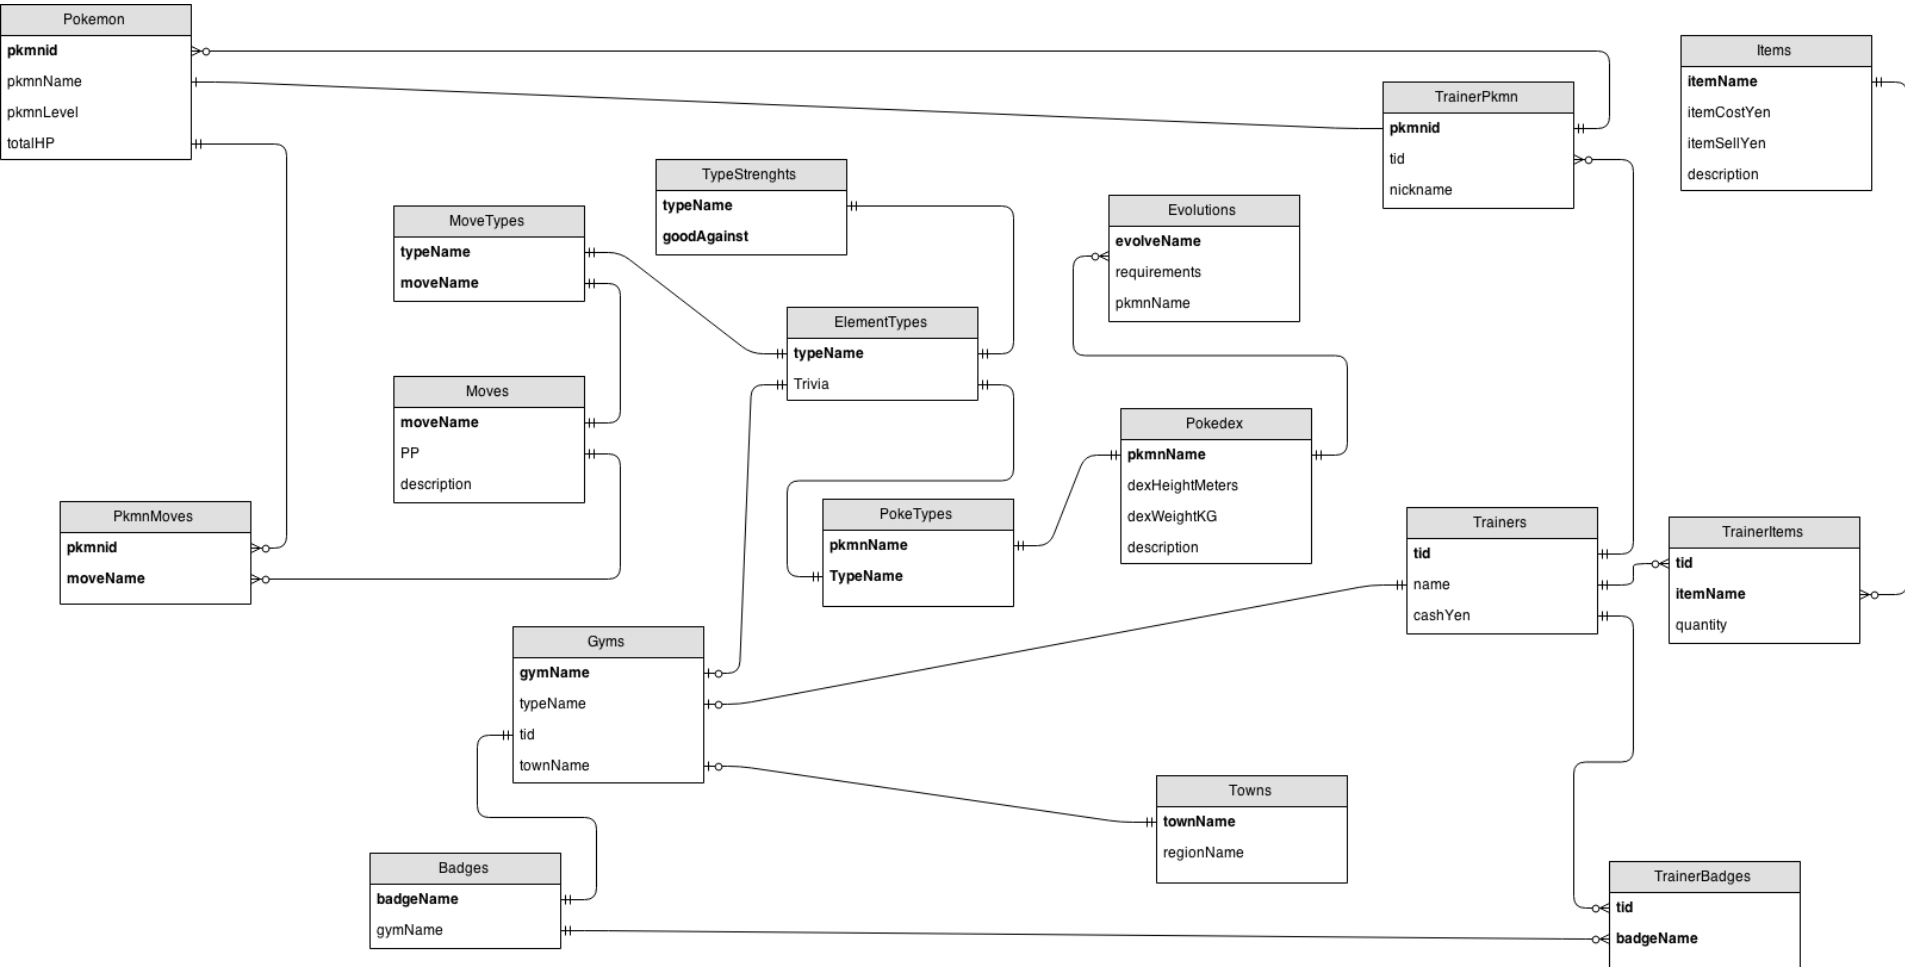 Pokemon
pkmnid
pkmnName
pkmnLevel
totalHP
Items
itemName
itemCostYen
itemSellYen
description
TrainerPkmn
pkmnid
tid
nickname
TypeStrenghts
typeName
goodAgainst
Evolutions
evolveName
requirements
pkmnName
MoveTypes
typeName
moveName
ElementTypes
typeName
Trivia
Moves
moveName
PP
description
Pokedex
pkmnName
dexHeightMeters
dexWeightKG
description
PkmnMoves
pkmnid
moveName
PokeTypes
pkmnName
TypeName
Trainers
tid
name
cashYen
TrainerItems
tid
itemName
quantity
Gyms
gymName
typeName
tid
townName
Towns
townName
regionName
Badges
badgeName
gymName
TrainerBadges
tid
badgeName